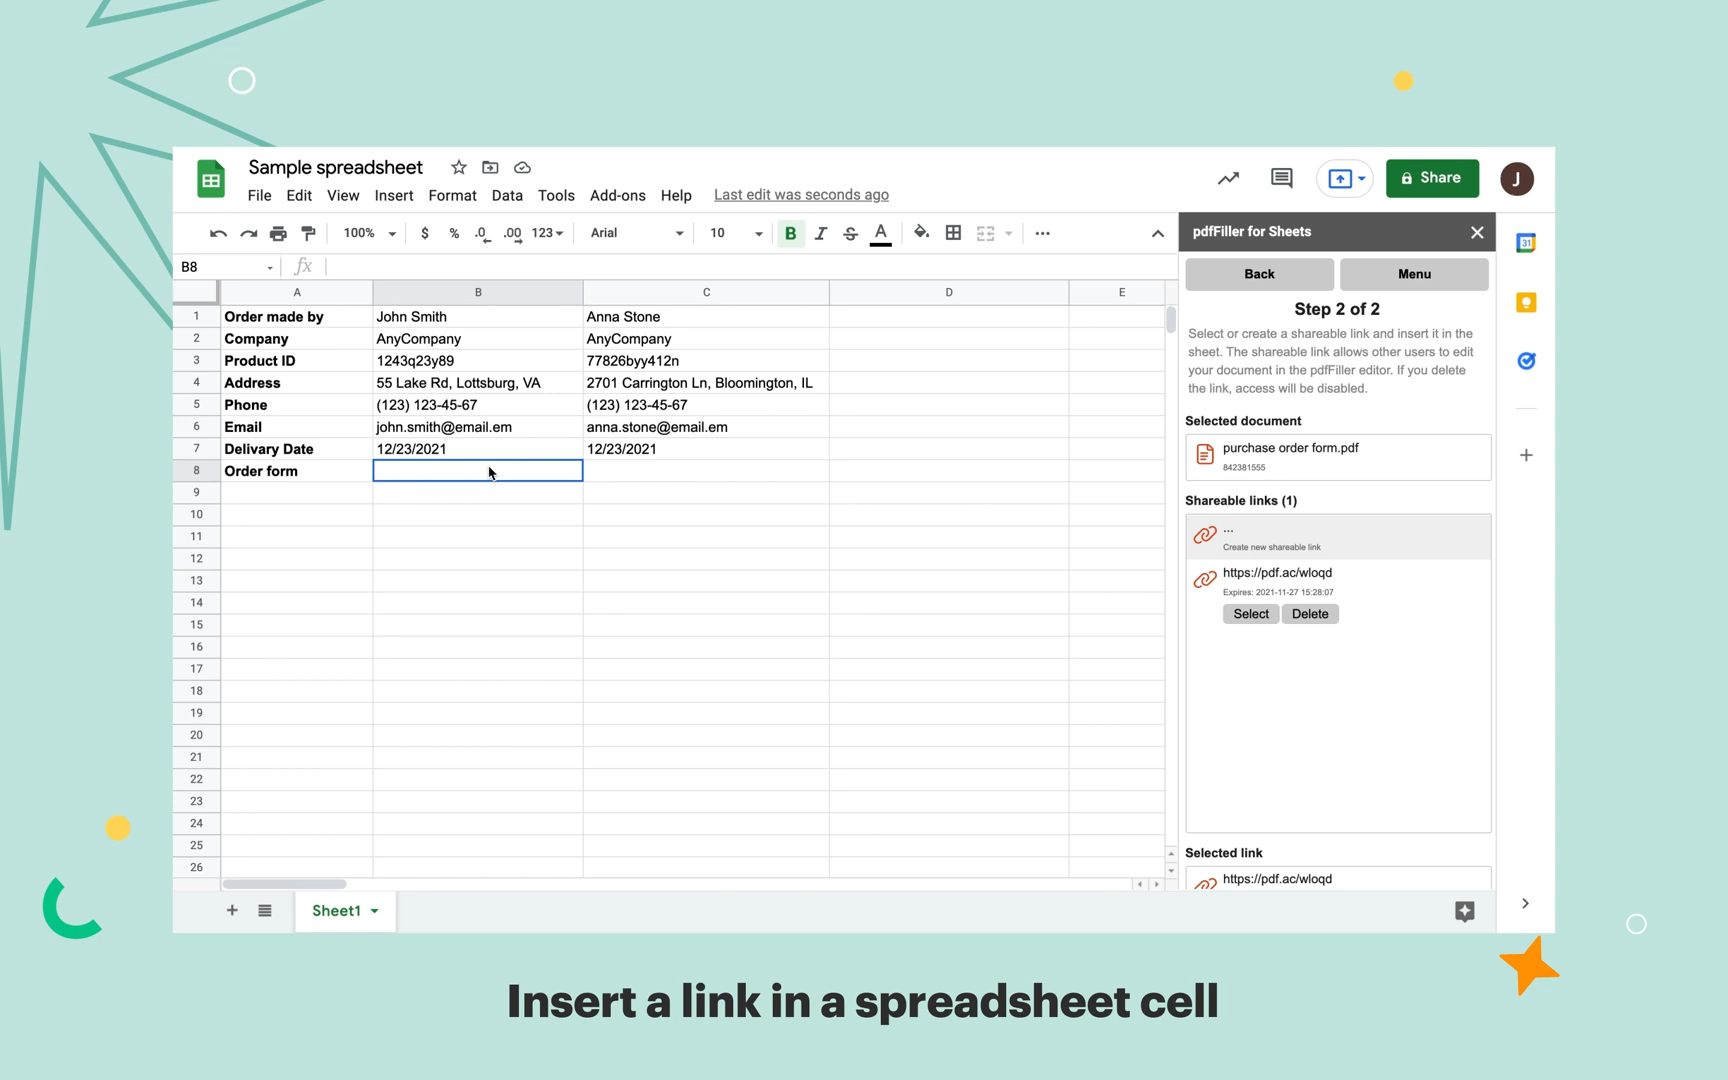 Sample spreadsheet
File Edit View Insert Format Data Tools Add-ons Help Last edit was seconds ago
Share
J
100% $ % .0 .00 123 Arial 10 B I S A
pdfFiller for Sheets
31
B8 fx
Back Menu
A B C D E
Step 2 of 2
Select or create a shareable link and insert it in the
sheet. The shareable link allows other users to edit
your document in the pdfFiller editor. If you delete
the link, access will be disabled.
1 Order made by John Smith Anna Stone
2 Company AnyCompany AnyCompany
3 Product ID 1243q23y89 77826byy412n
4 Address 55 Lake Rd, Lottsburg, VA 2701 Carrington Ln, Bloomington, IL
5 Phone (123) 123-45-67 (123) 123-45-67
6 Email john.smith@email.em anna.stone@email.em
7 Delivary Date 12/23/2021 12/23/2021
8 Order form
9
10
11
12
13
14
15
16
17
18
19
20
21
22
23
24
25
26
Selected document
purchase order form.pdf
842381555
Shareable links (1)
...
Create new shareable link
https://pdf.ac/wloqd
Expires: 2021-11-27 15:28:07
Select Delete
Selected link
https://pdf.ac/wloqd
Sheet1
Insert a link in a spreadsheet cell